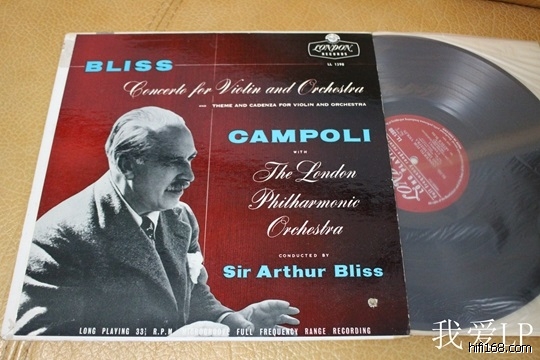 LONDON
RECORDS
LL 1398
BLISS
Concerto for Violin and Orchestra
AND THEME AND CADENZA FOR VIOLIN AND ORCHESTRA
CAMPOLI
WITH
The London
Philharmonic
Orchestra
CONDUCTED BY
Sir Arthur Bliss
LONG PLAYING 33⅓ R.P.M. FULL FREQUENCY RANGE RECORDING
LONDON
我爱LP
hifi168.com